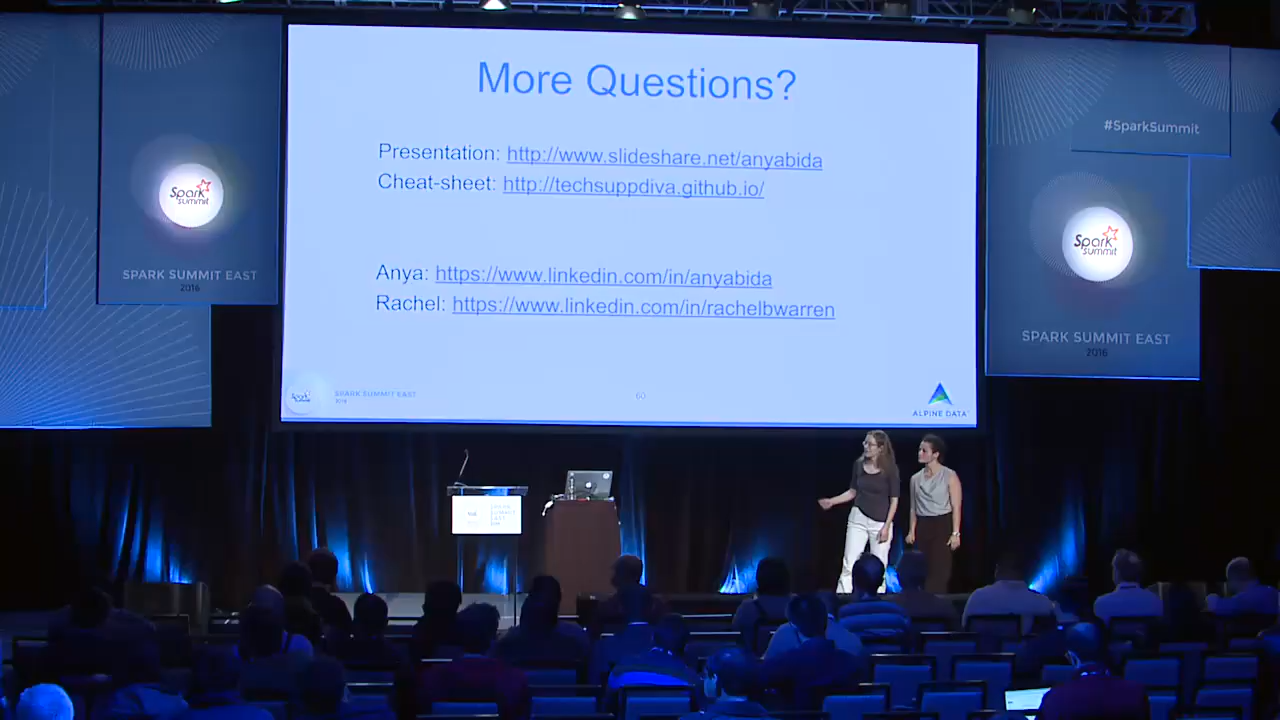 More Questions?
Presentation: http://www.slideshare.net/anyabida
Cheat-sheet: http://techsuppdiva.github.io/
Anya: https://www.linkedin.com/in/anyabida
Rachel: https://www.linkedin.com/in/rachelbwarren
SPARK SUMMIT EAST
2016
60
ALPINE DATA
Spark
summit
SPARK SUMMIT EAST
2016
#SparkSummit
Spark
summit
SPARK SUMMIT EAST
2016